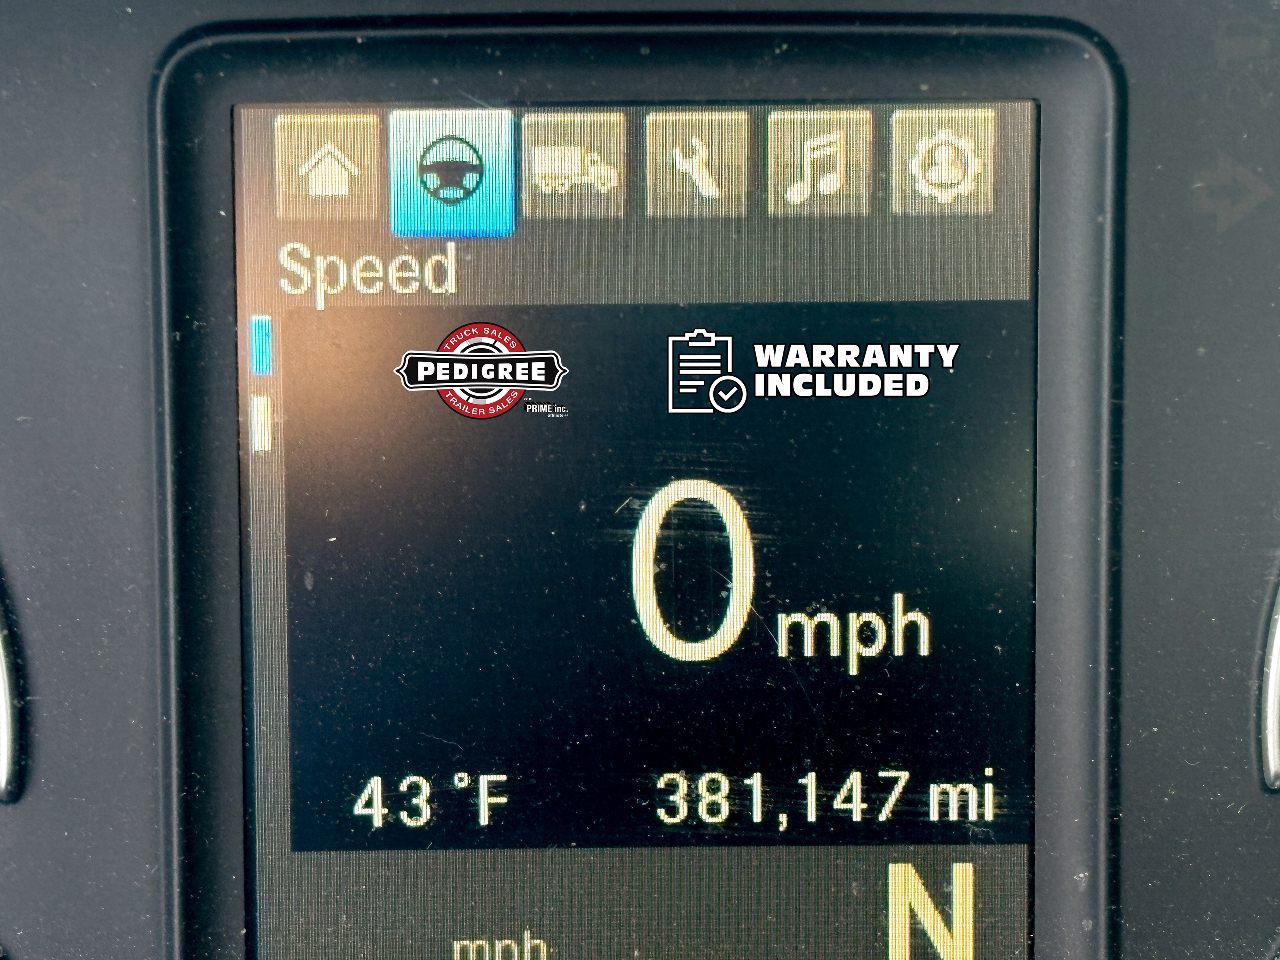 Speed
TRUCK SALES
PEDIGREE
TRAILER SALES
PRIME inc.
WARRANTY
INCLUDED
0 mph
43 °F 381,147 mi
N
mph